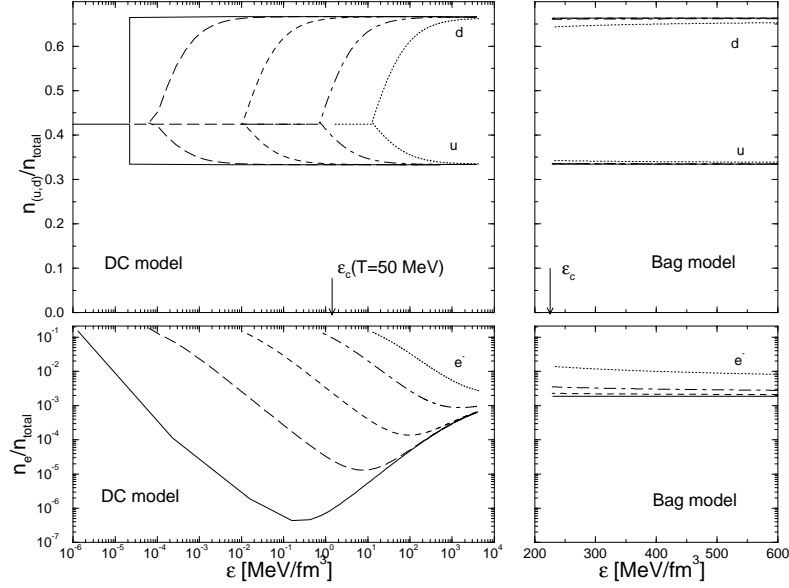 n(u,d)/ntotal
0.6
0.4
0.3
0.2
0.1
0.0
d
u
DC model
εc(T=50 MeV)
d
u
Bag model
εc
ne/ntotal
10⁻¹
10⁻²
10⁻³
10⁻⁴
10⁻⁵
10⁻⁶
10⁻⁷
e⁻
DC model
e⁻
Bag model
10⁻⁶ 10⁻⁵ 10⁻⁴ 10⁻³ 10⁻² 10⁻¹ 10⁰ 10¹ 10² 10³ 10⁴
200 300 400 500 600
ε [MeV/fm³]
ε [MeV/fm³]